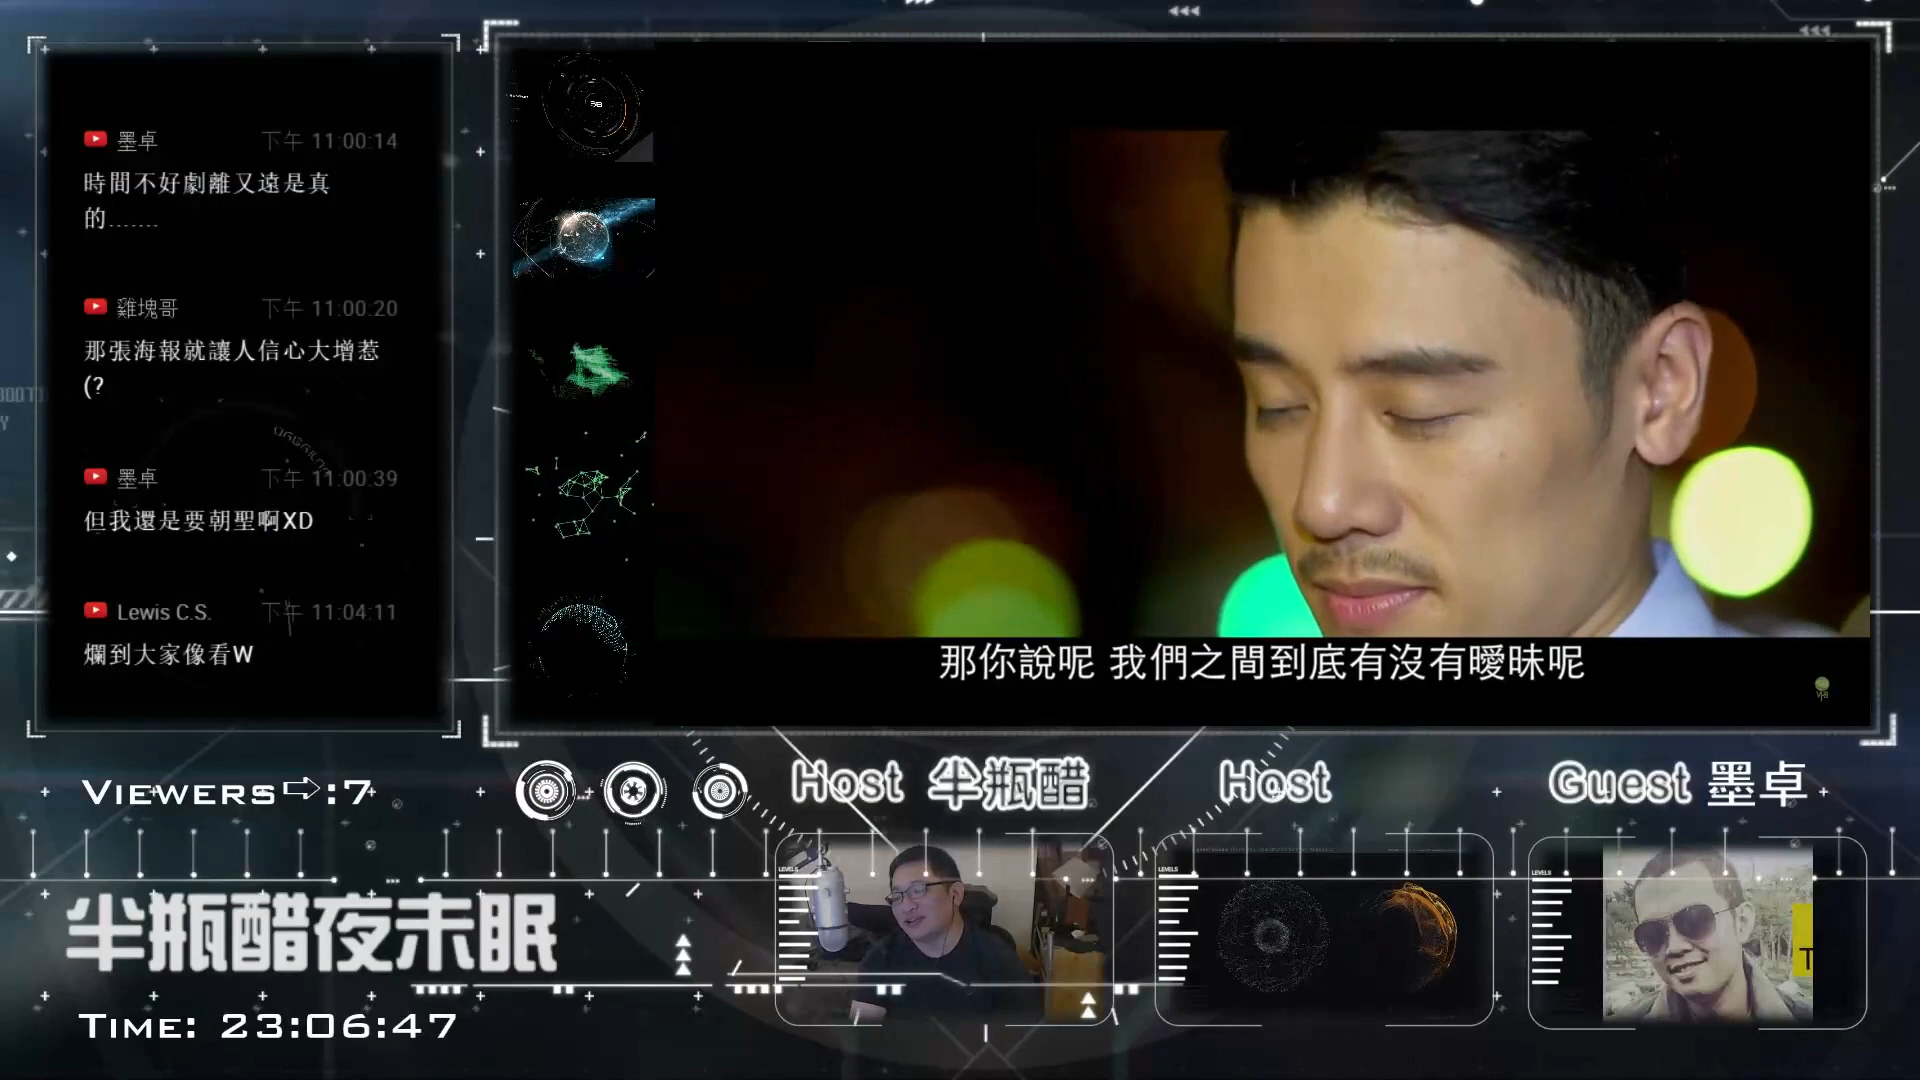 墨卓 下午 11:00:14
時間不好劇離又遠是真
的.......
雞塊哥 下午 11:00:20
那張海報就讓人信心大增惹
(?
墨卓 下午 11:00:39
但我還是要朝聖啊XD
Lewis C.S. 下午 11:04:11
爛到大家像看W
那你說呢 我們之間到底有沒有曖昧呢
Viewers⇨:7
Host 半瓶醋
Host
Guest 墨卓
LEVELS
LEVELS
LEVELS
半瓶醋夜未眠
Time: 23:06:47